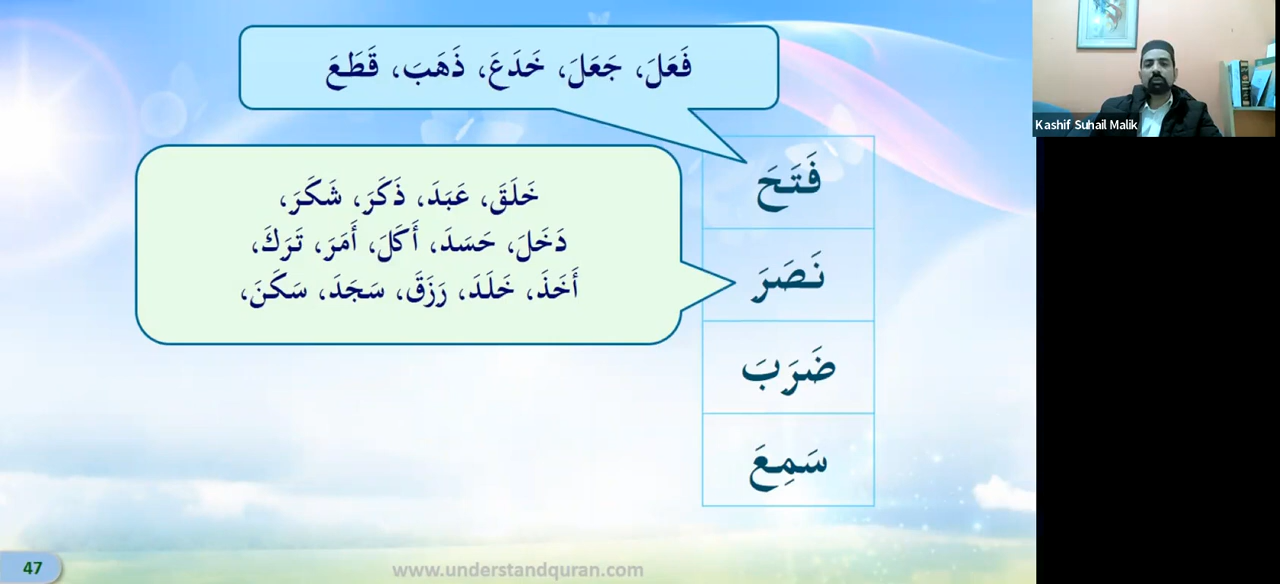 فَعَلَ، جَعَلَ، خَدَعَ، ذَهَبَ، قَطَعَ
Kashif Suhail Malik
فَتَحَ
خَلَقَ، عَبَدَ، ذَكَرَ، شَكَرَ،
دَخَلَ، حَسَدَ، أَكَلَ، أَمَرَ، تَرَكَ،
أَخَذَ، خَلَدَ، رَزَقَ، سَجَدَ، سَكَنَ،
نَصَرَ
ضَرَبَ
سَمِعَ
47
www.understandquran.com